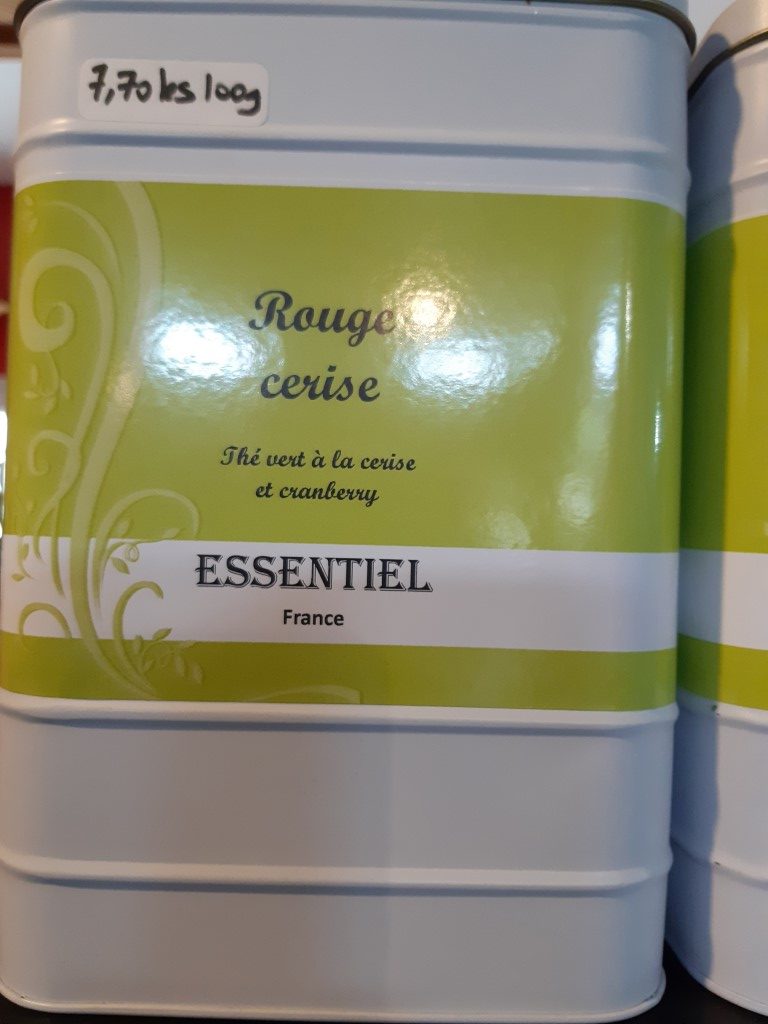 7,70 les 100g
Rouge
cerise
Thé vert à la cerise
et cranberry
ESSENTIEL
France